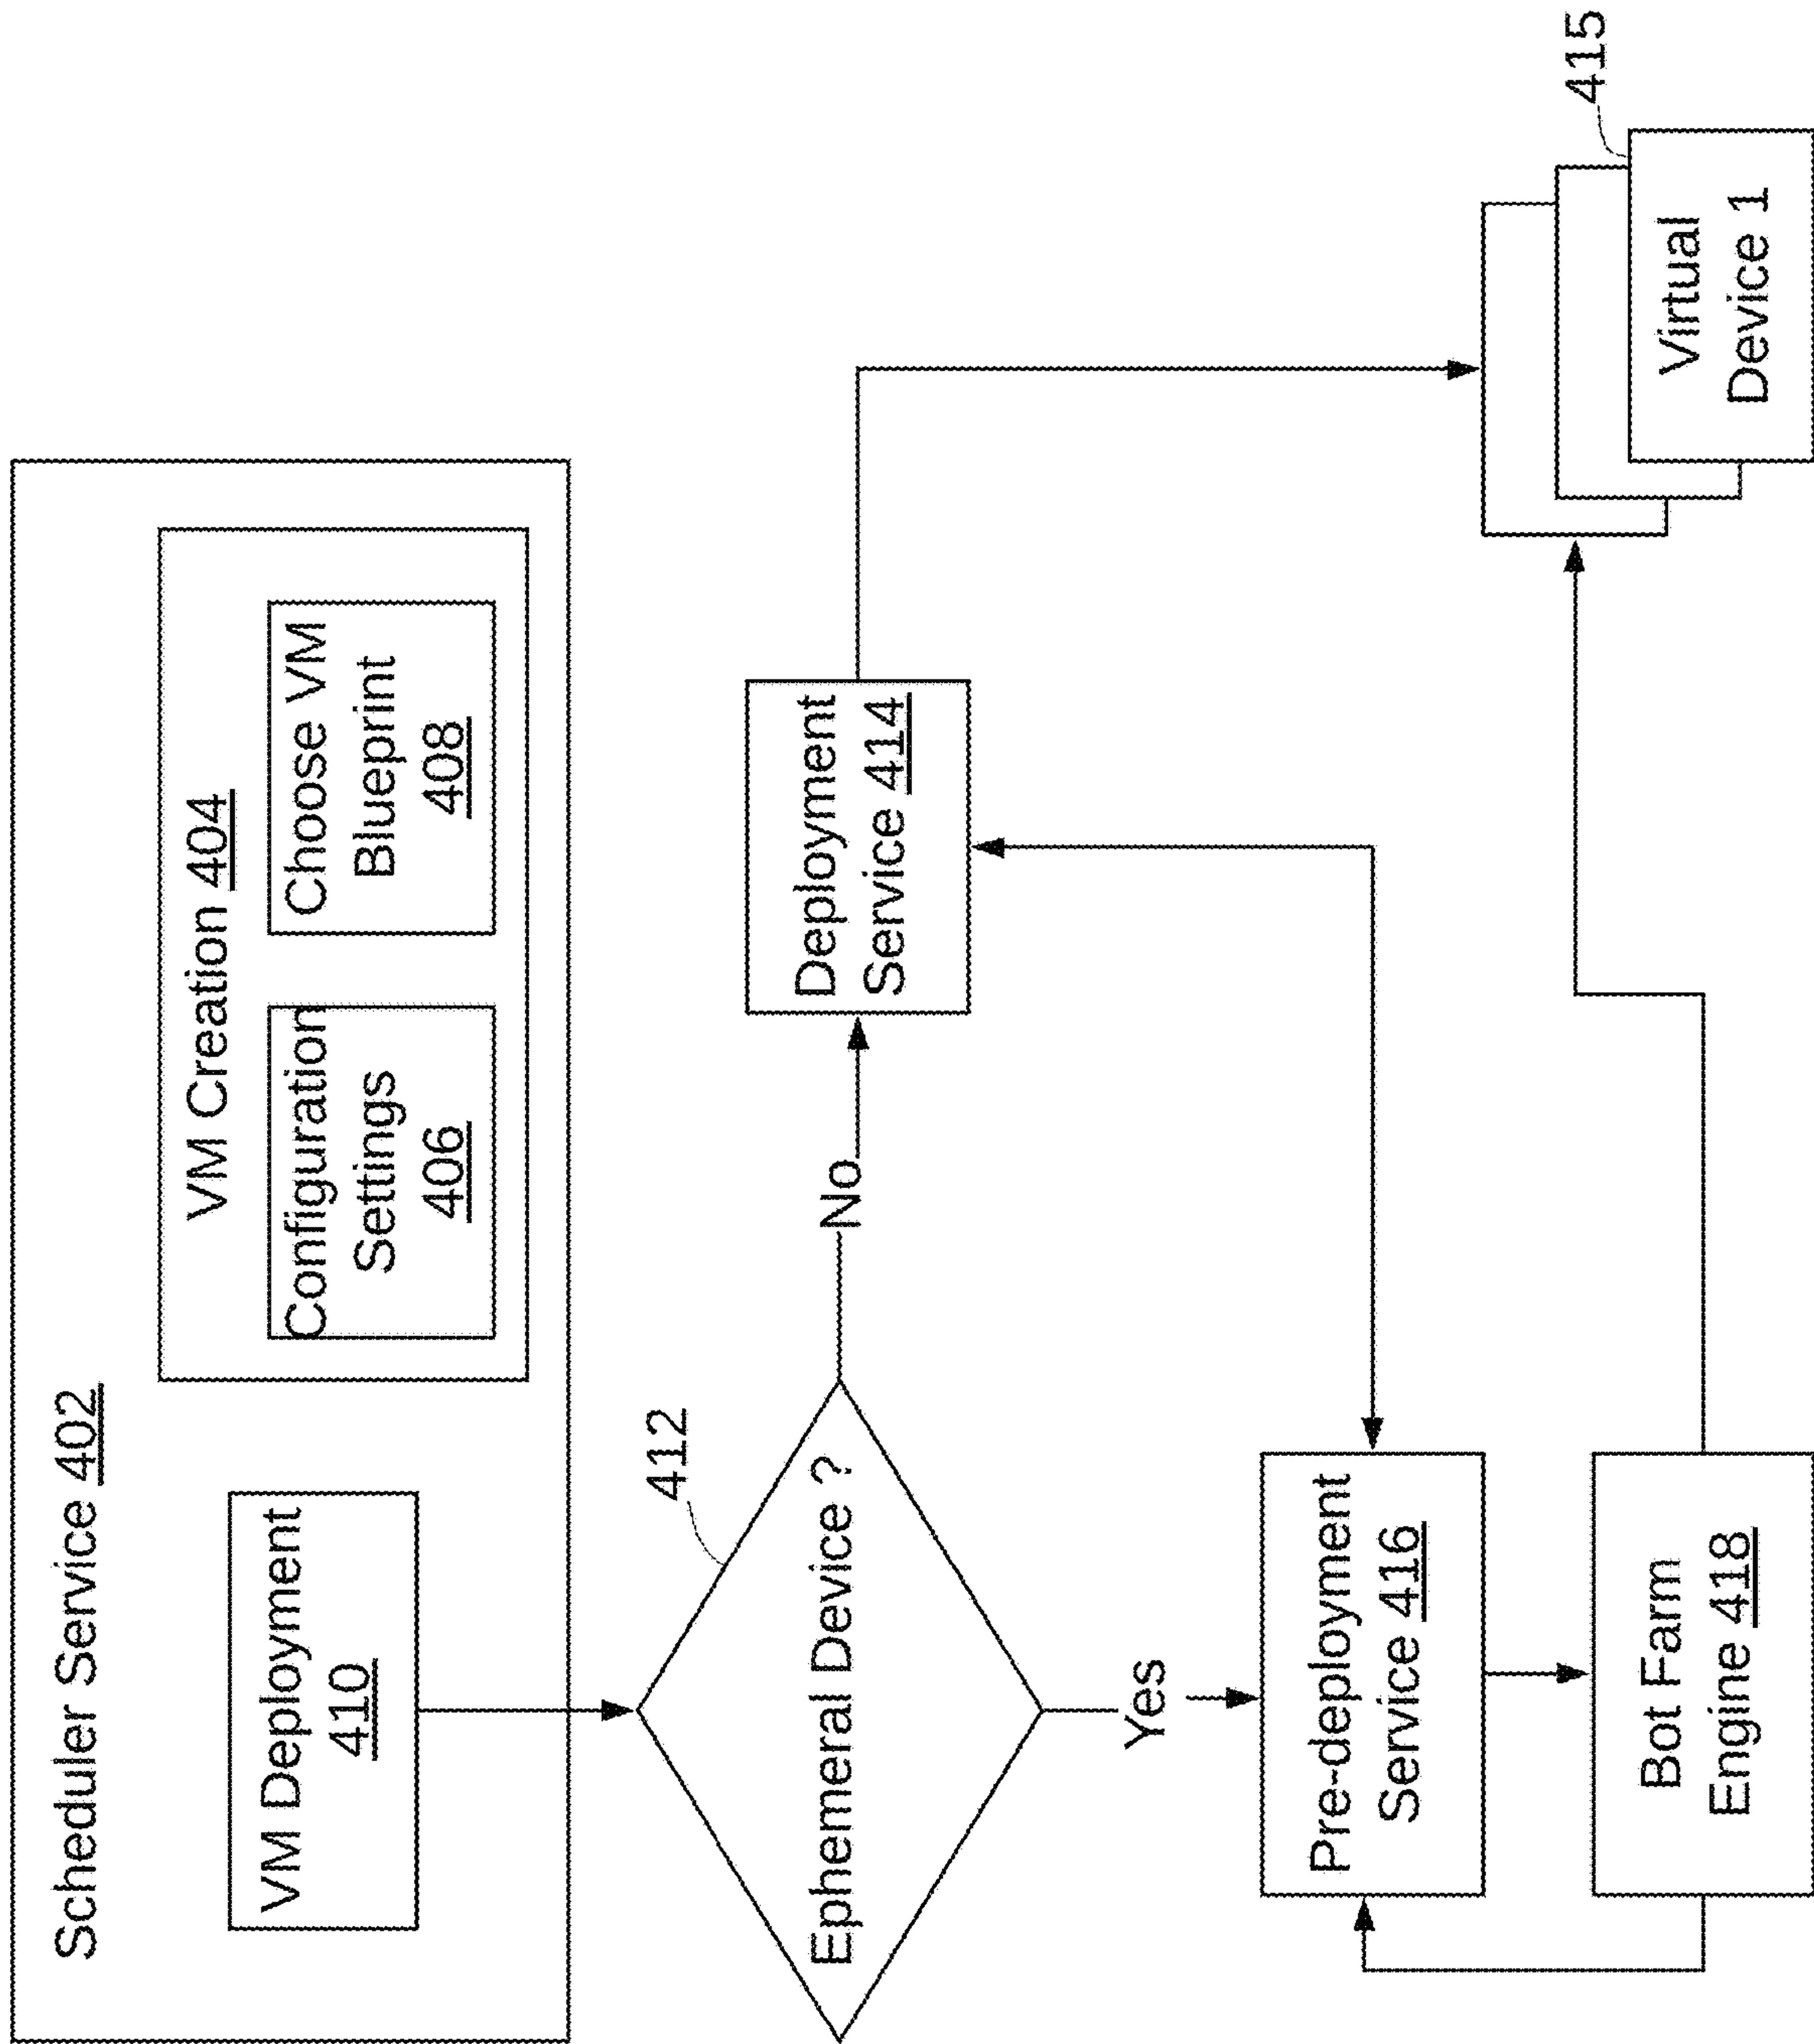 Scheduler Service 402
VM Deployment
410
VM Creation 404
Configuration
Settings
406
Choose VM
Blueprint
408
412
Ephemeral Device ?
No
Deployment
Service 414
Yes
Pre-deployment
Service 416
Bot Farm
Engine 418
415
Virtual
Device 1